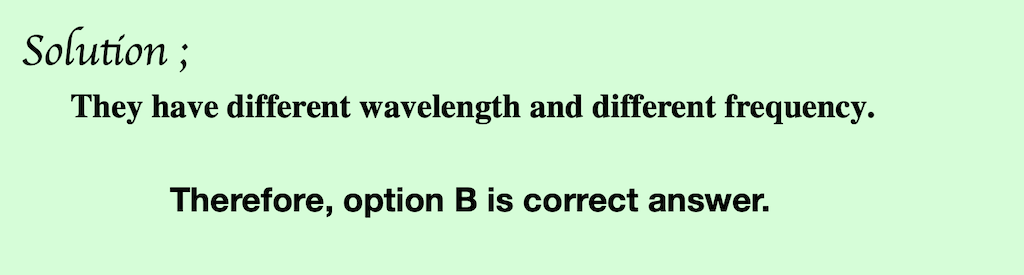 Solution ;
They have different wavelength and different frequency.
Therefore, option B is correct answer.